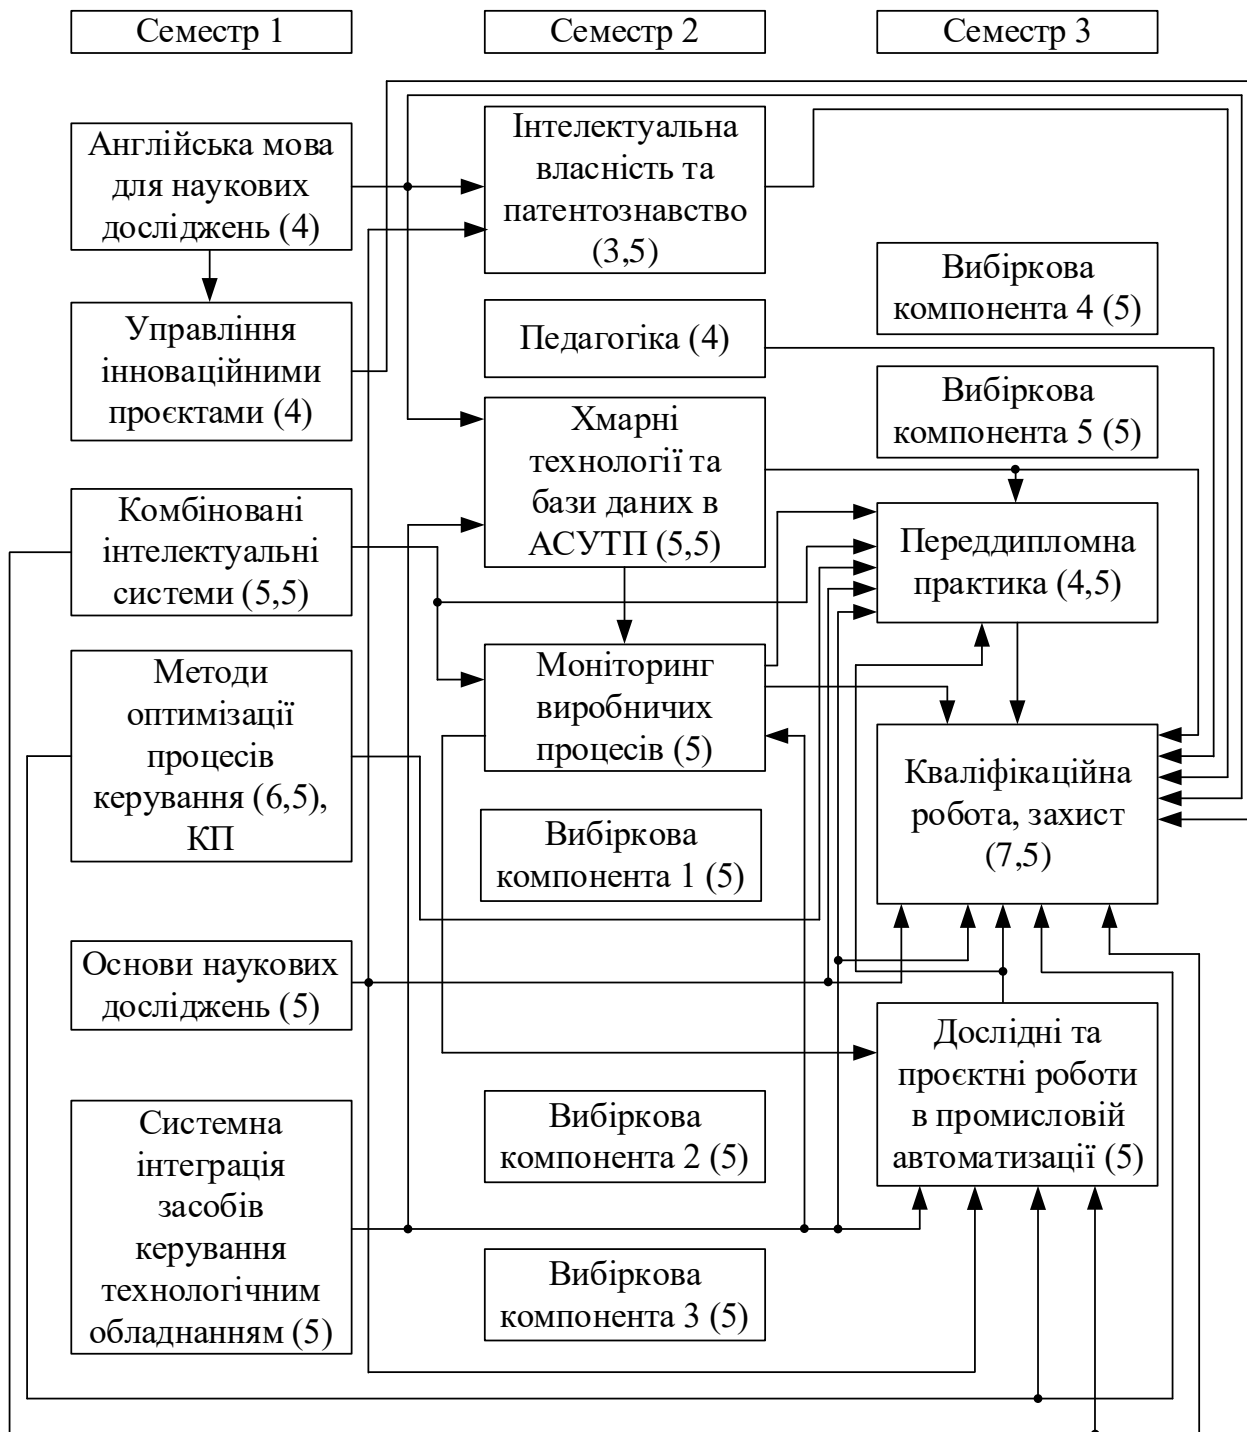 Семестр 1
Семестр 2
Семестр 3
Англійська мова
для наукових
досліджень (4)
Управління
інноваційними
проєктами (4)
Комбіновані
інтелектуальні
системи (5,5)
Методи
оптимізації
процесів
керування (6,5),
КП
Основи наукових
досліджень (5)
Системна
інтеграція
засобів
керування
технологічним
обладнанням (5)
Інтелектуальна
власність та
патентознавство
(3,5)
Педагогіка (4)
Хмарні
технології та
бази даних в
АСУТП (5,5)
Моніторинг
виробничих
процесів (5)
Вибіркова
компонента 1 (5)
Вибіркова
компонента 2 (5)
Вибіркова
компонента 3 (5)
Вибіркова
компонента 4 (5)
Вибіркова
компонента 5 (5)
Переддипломна
практика (4,5)
Кваліфікаційна
робота, захист
(7,5)
Дослідні та
проєктні роботи
в промисловій
автоматизації (5)